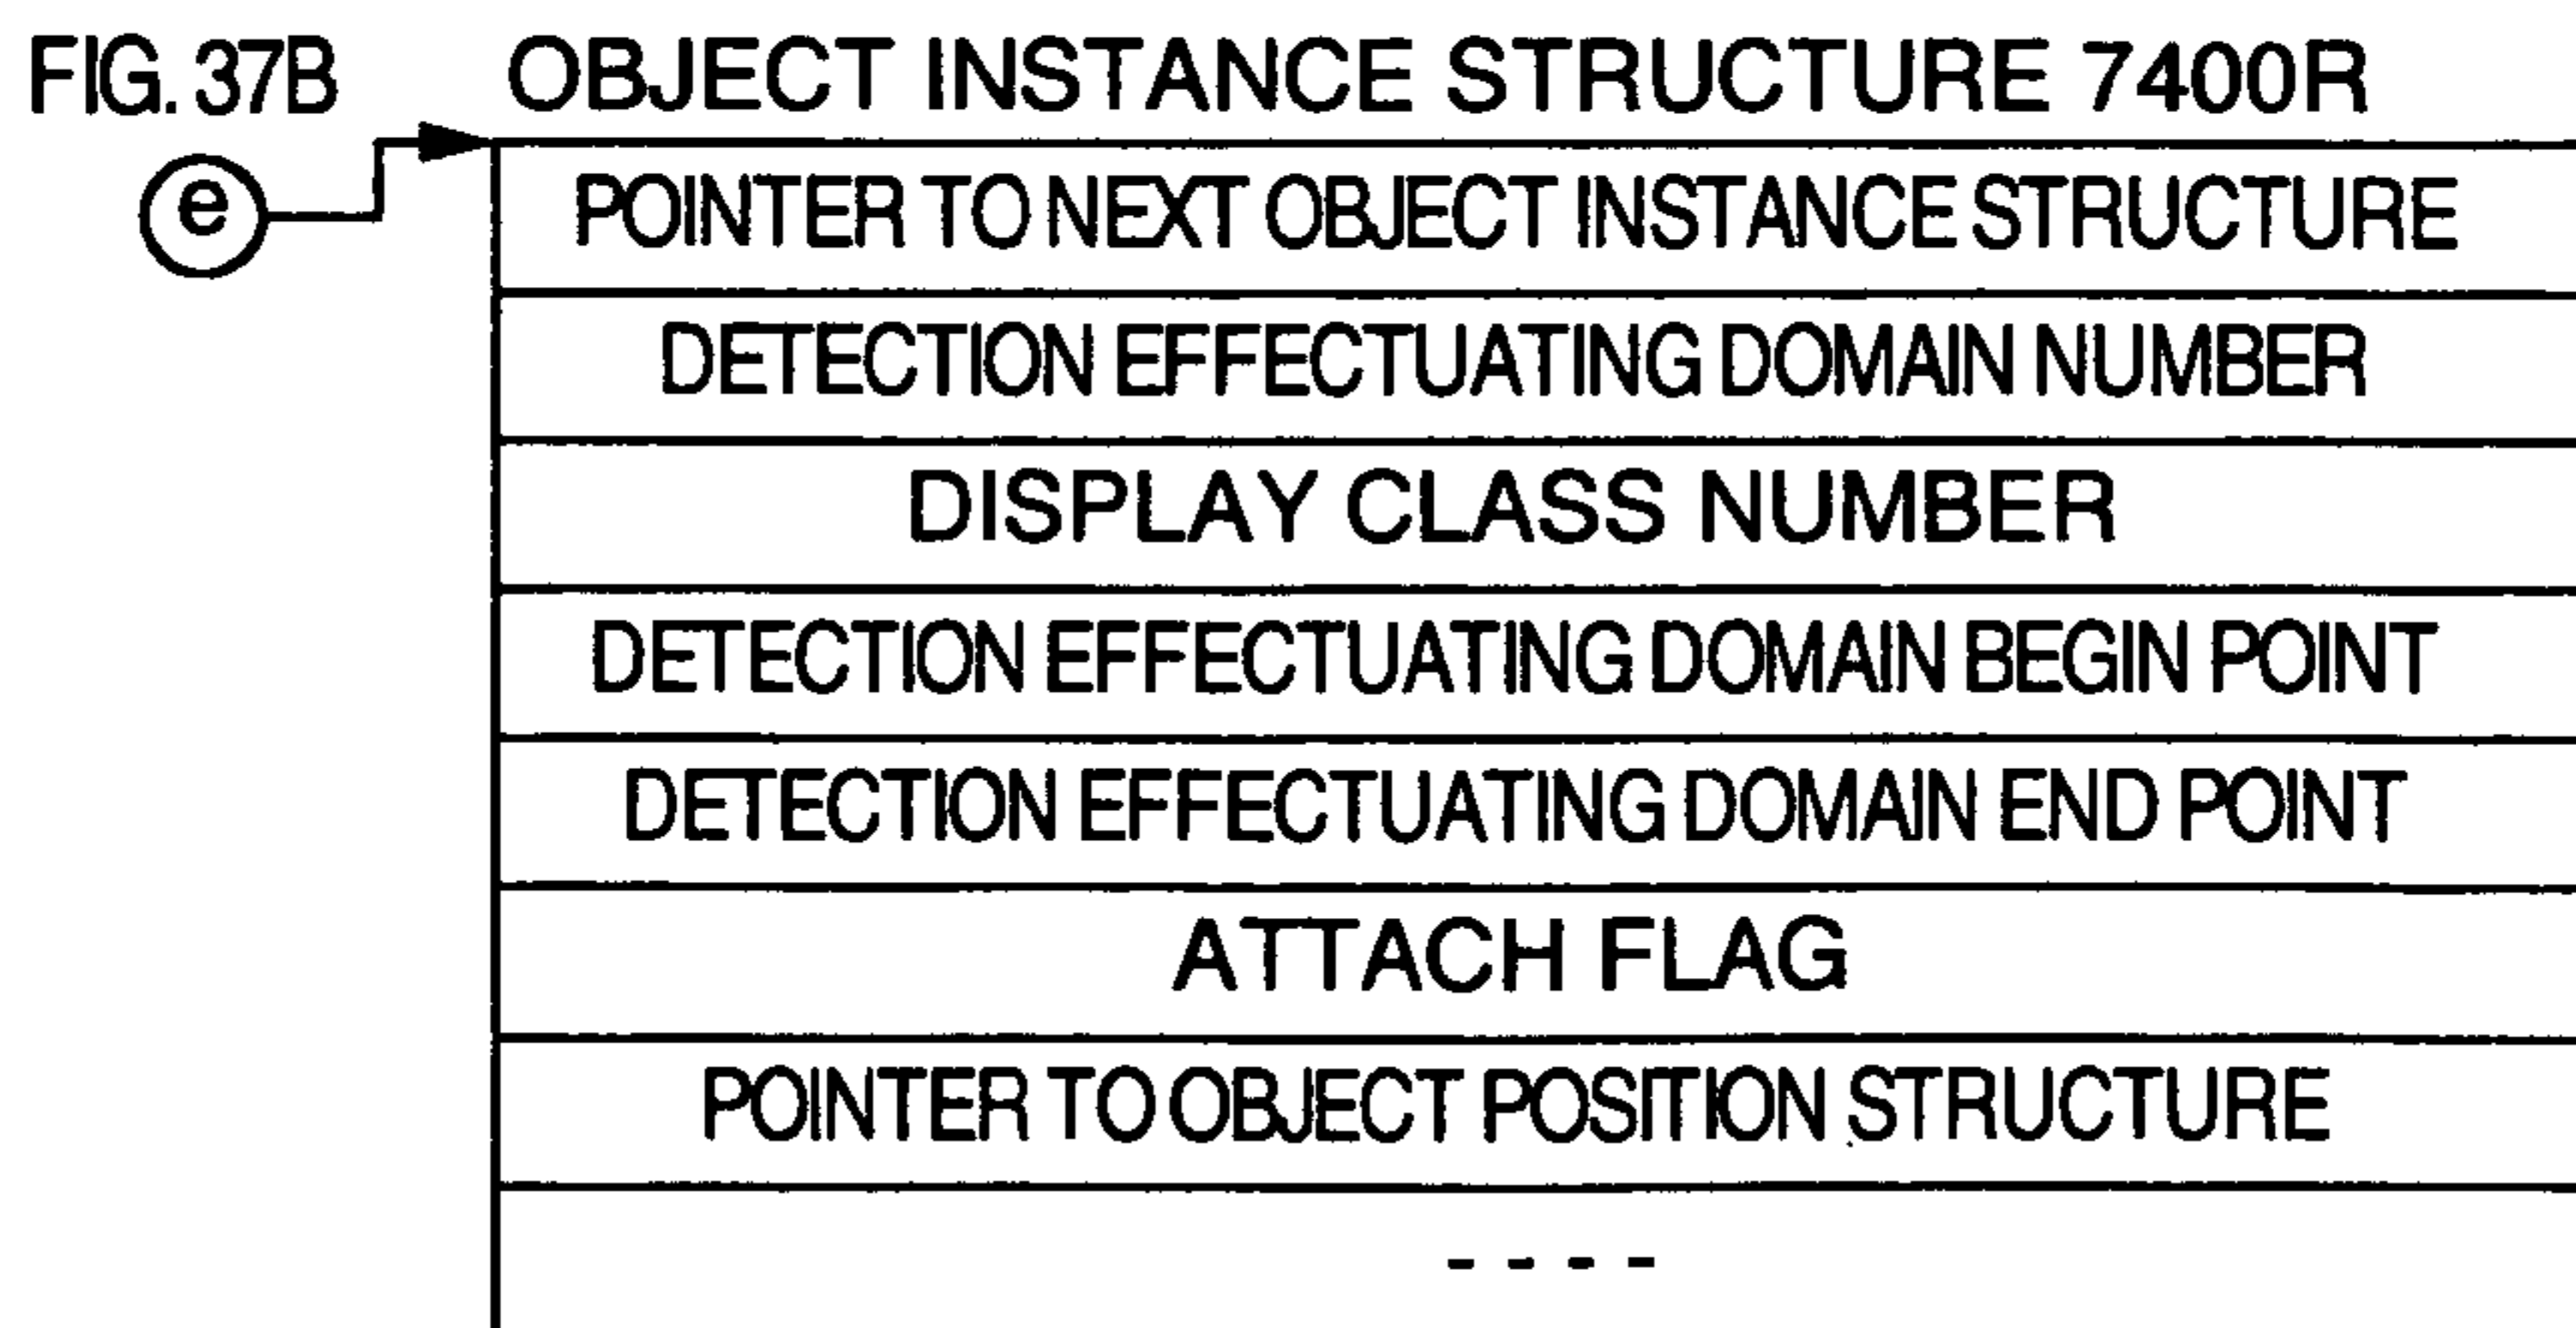 FIG. 37B
OBJECT INSTANCE STRUCTURE 7400R
e
POINTER TO NEXT OBJECT INSTANCE STRUCTURE
DETECTION EFFECTUATING DOMAIN NUMBER
DISPLAY CLASS NUMBER
DETECTION EFFECTUATING DOMAIN BEGIN POINT
DETECTION EFFECTUATING DOMAIN END POINT
ATTACH FLAG
POINTER TO OBJECT POSITION STRUCTURE
- - - -